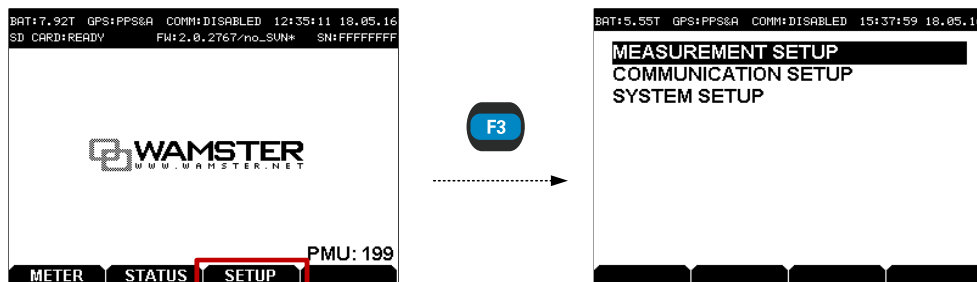 BAT:7.92T GPS:PPS&A COMM:DISABLED 12:35:11 18.05.16
SD CARD:READY FW:2.0.2767/no_SVN* SN:FFFFFFFF
WAMSTER
WWW.WAMSTER.NET
PMU: 199
METER STATUS SETUP
F3
BAT:5.55T GPS:PPS&A COMM:DISABLED 15:37:59 18.05.16
MEASUREMENT SETUP
COMMUNICATION SETUP
SYSTEM SETUP